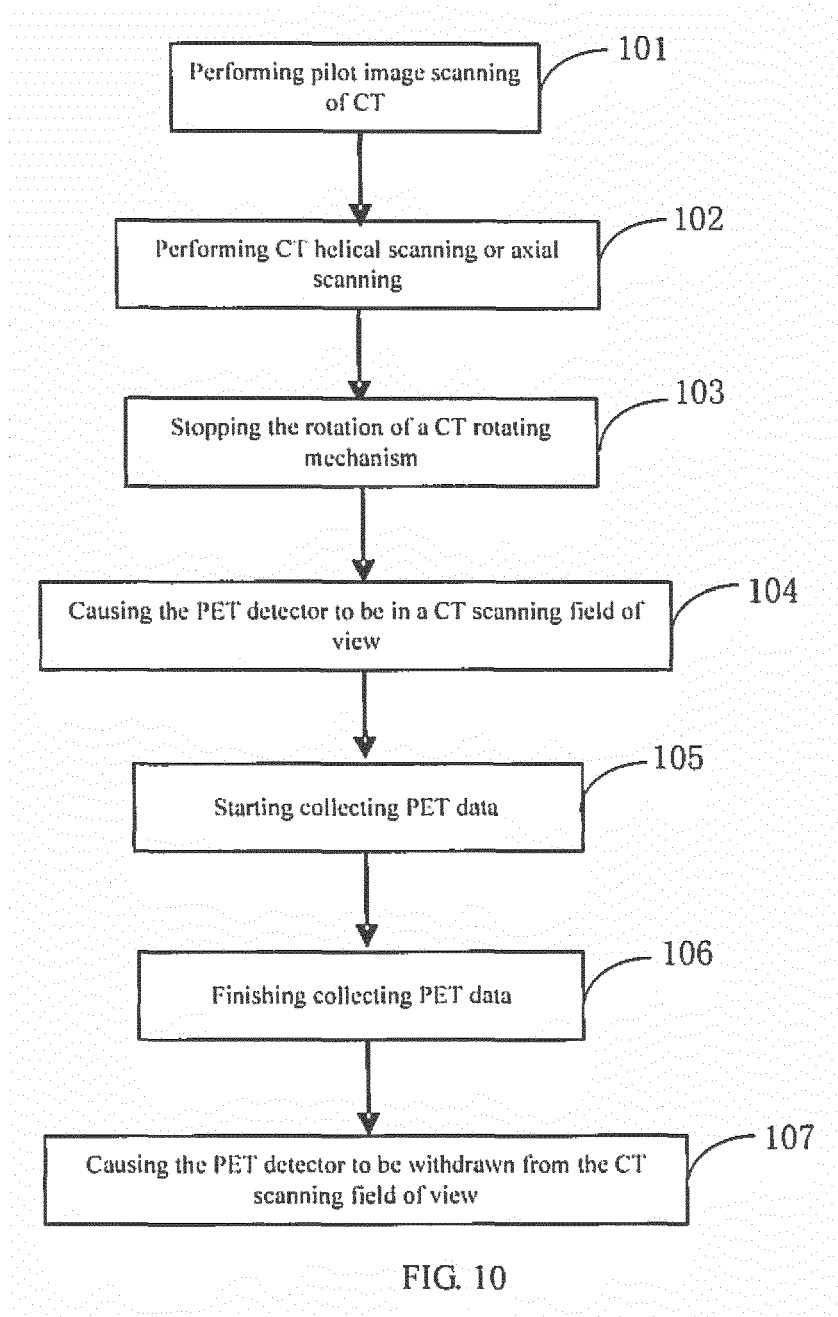 Performing pilot image scanning
of CT
101
Performing CT helical scanning or axial
scanning
102
Stopping the rotation of a CT rotating
mechanism
103
Causing the PET detector to be in a CT scanning field of
view
104
Starting collecting PET data
105
Finishing collecting PET data
106
Causing the PET detector to be withdrawn from the CT
scanning field of view
107
FIG. 10